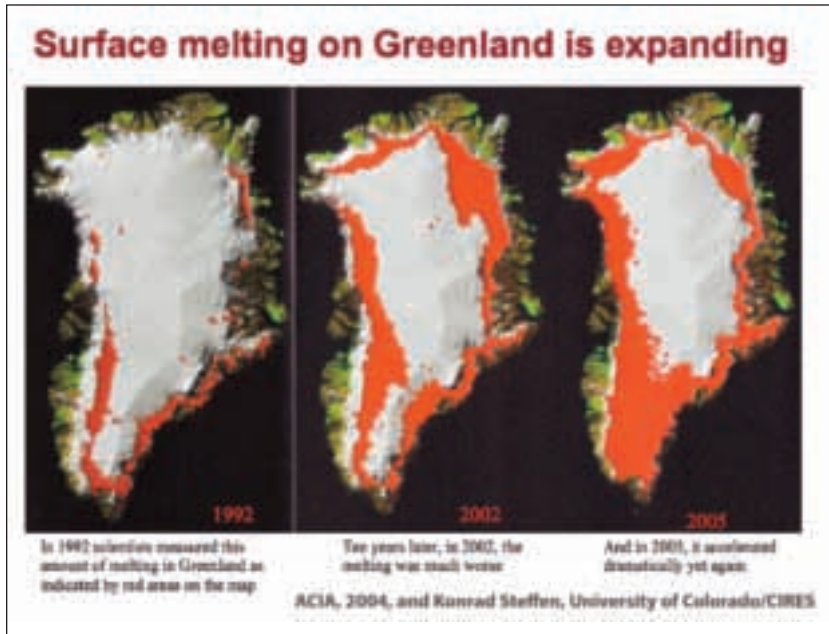 Surface melting on Greenland is expanding
1992
2002
2005
In 1992 scientists measured this
amount of melting in Greenland as
indicated by red areas on the map
Ten years later, in 2002, the
melting was much worse
And in 2005, it accelerated
dramatically yet again
ACIA, 2004, and Konrad Steffen, University of Colorado/CIRES